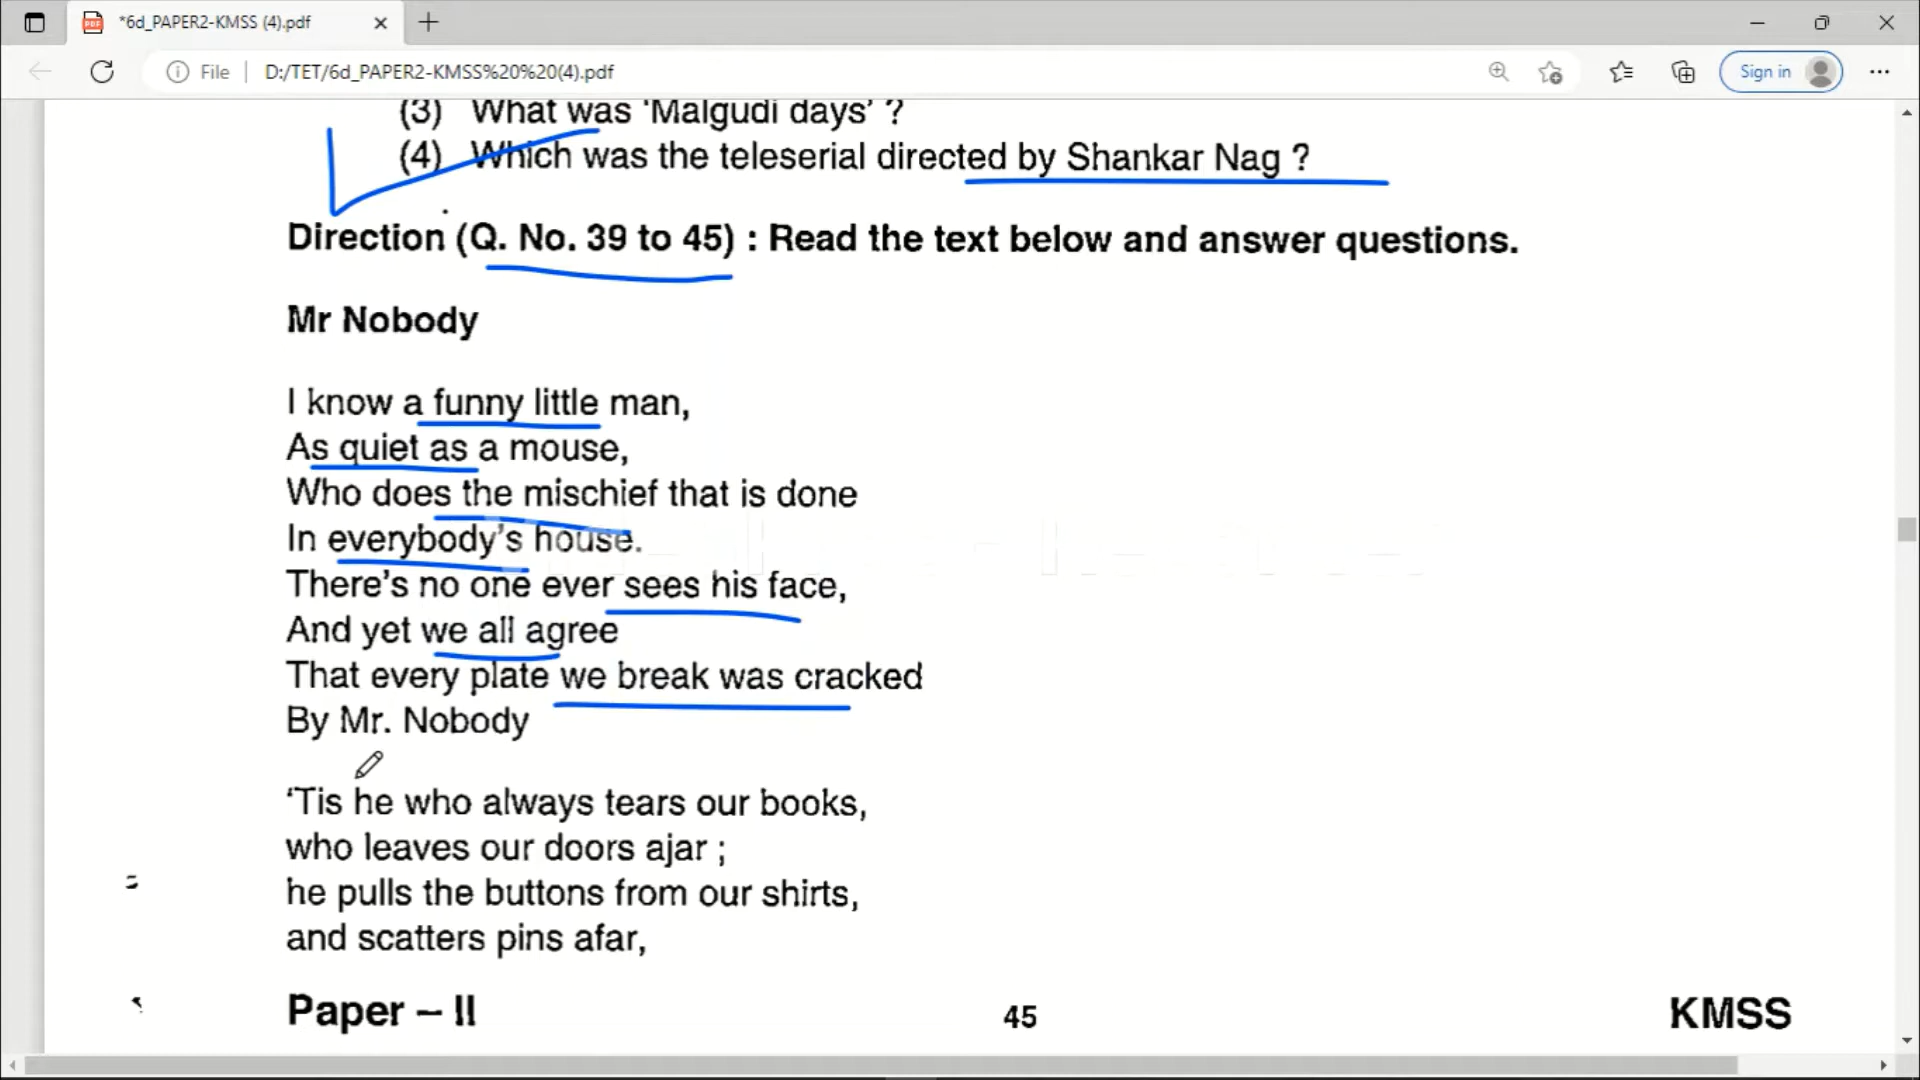 *6d_PAPER2-KMSS (4).pdf
File
D:/TET/6d_PAPER2-KMSS%20%20(4).pdf
Sign in
(3) What was 'Malgudi days' ?
(4) Which was the teleserial directed by Shankar Nag ?
Direction (Q. No. 39 to 45) : Read the text below and answer questions.
Mr Nobody
I know a funny little man,
As quiet as a mouse,
Who does the mischief that is done
In everybody's house.
There's no one ever sees his face,
And yet we all agree
That every plate we break was cracked
By Mr. Nobody
'Tis he who always tears our books,
who leaves our doors ajar ;
he pulls the buttons from our shirts,
and scatters pins afar,
Paper – II
45
KMSS